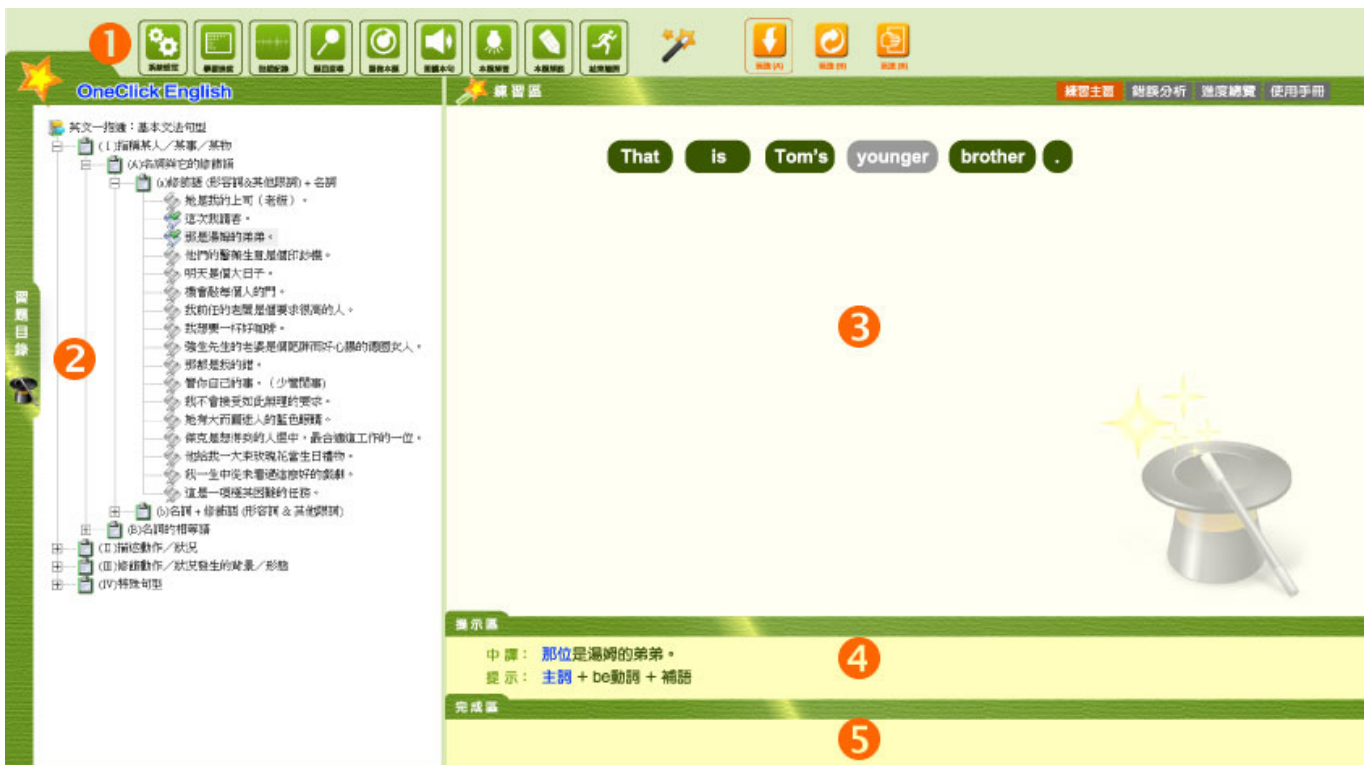 1
OneClick English
練習區
練習主頁 錯誤分析 進度總覽 使用手冊
習題目錄
2
英文一指通：基本文法句型
(I)指稱某人／某事／某物
(A)名詞與它的修飾語
(a)修飾語 (形容詞&其他限詞) + 名詞
她是我的上司（老板）。
這次我請客。
那是湯姆的弟弟。
他們的醫藥生意是個印鈔機。
明天是個大日子。
機會敲每個人的門。
我前任的老闆是個要求很高的人。
我想要一杯好咖啡。
強生先生的老婆是個肥胖而好心腸的德國女人。
那都是我的錯。
管你自己的事。（少管閒事)
我不會接受如此無理的要求。
她有大而迷人的藍色眼睛。
傑克是想得到的人選中，最合適這工作的一位。
他給我一大束玫瑰花當生日禮物。
我一生中從未看過這麼好的戲劇。
這是一項極其困難的任務。
(b)名詞 + 修飾語 (形容詞 & 其他限詞)
(B)名詞的相等語
(II)描述動作／狀況
(III)修飾動作／狀況發生的背景／形態
(IV)特殊句型
That is Tom's younger brother .
3
提示區
中譯： 那位是湯姆的弟弟。
提示： 主詞 + be動詞 + 補語
4
完成區
5